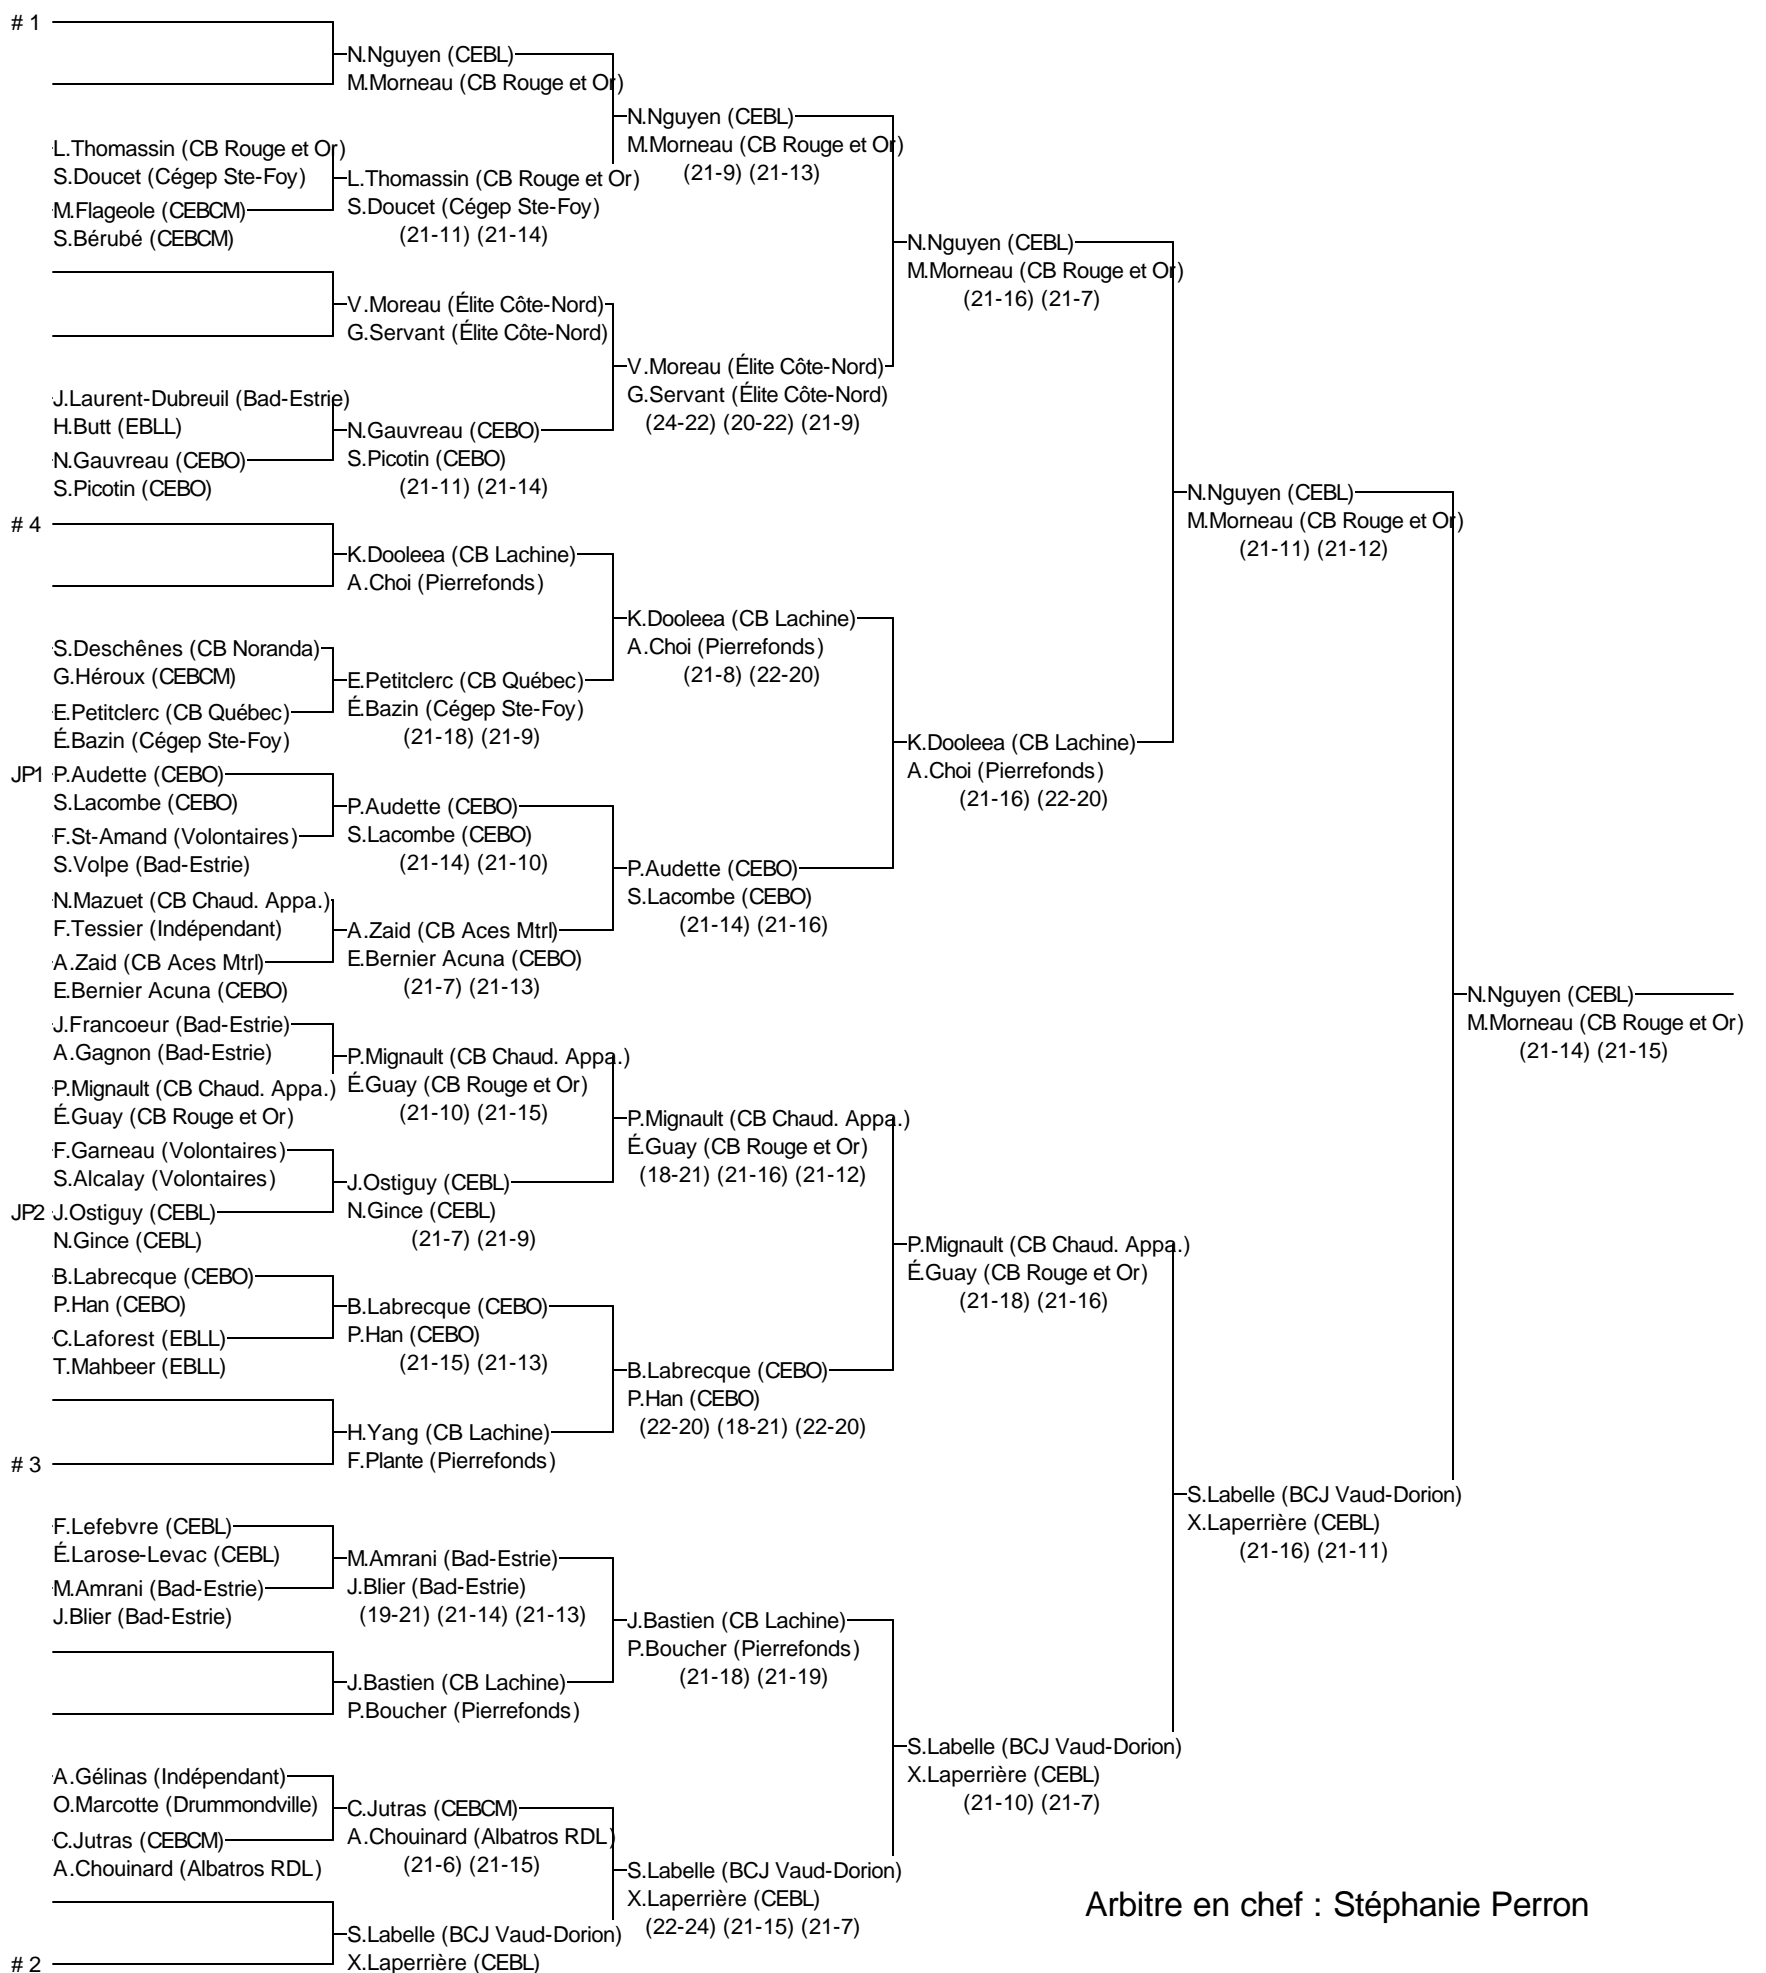 # 1
N.Nguyen (CEBL)
M.Morneau (CB Rouge et Or)
N.Nguyen (CEBL)
M.Morneau (CB Rouge et Or)
(21-9) (21-13)
L.Thomassin (CB Rouge et Or)
S.Doucet (Cégep Ste-Foy)
L.Thomassin (CB Rouge et Or)
S.Doucet (Cégep Ste-Foy)
(21-11) (21-14)
M.Flageole (CEBCM)
S.Bérubé (CEBCM)
N.Nguyen (CEBL)
M.Morneau (CB Rouge et Or)
(21-16) (21-7)
V.Moreau (Élite Côte-Nord)
G.Servant (Élite Côte-Nord)
V.Moreau (Élite Côte-Nord)
G.Servant (Élite Côte-Nord)
(24-22) (20-22) (21-9)
J.Laurent-Dubreuil (Bad-Estrie)
H.Butt (EBLL)
N.Gauvreau (CEBO)
S.Picotin (CEBO)
(21-11) (21-14)
N.Gauvreau (CEBO)
S.Picotin (CEBO)
N.Nguyen (CEBL)
M.Morneau (CB Rouge et Or)
(21-11) (21-12)
# 4
K.Dooleea (CB Lachine)
A.Choi (Pierrefonds)
K.Dooleea (CB Lachine)
A.Choi (Pierrefonds)
(21-8) (22-20)
S.Deschênes (CB Noranda)
G.Héroux (CEBCM)
E.Petitclerc (CB Québec)
É.Bazin (Cégep Ste-Foy)
(21-18) (21-9)
E.Petitclerc (CB Québec)
É.Bazin (Cégep Ste-Foy)
K.Dooleea (CB Lachine)
A.Choi (Pierrefonds)
(21-16) (22-20)
JP1 P.Audette (CEBO)
S.Lacombe (CEBO)
P.Audette (CEBO)
S.Lacombe (CEBO)
(21-14) (21-10)
F.St-Amand (Volontaires)
S.Volpe (Bad-Estrie)
P.Audette (CEBO)
S.Lacombe (CEBO)
(21-14) (21-16)
N.Mazuet (CB Chaud. Appa.)
F.Tessier (Indépendant)
A.Zaid (CB Aces Mtrl)
E.Bernier Acuna (CEBO)
(21-7) (21-13)
A.Zaid (CB Aces Mtrl)
E.Bernier Acuna (CEBO)
N.Nguyen (CEBL)
M.Morneau (CB Rouge et Or)
(21-14) (21-15)
J.Francoeur (Bad-Estrie)
A.Gagnon (Bad-Estrie)
P.Mignault (CB Chaud. Appa.)
É.Guay (CB Rouge et Or)
(21-10) (21-15)
P.Mignault (CB Chaud. Appa.)
É.Guay (CB Rouge et Or)
P.Mignault (CB Chaud. Appa.)
É.Guay (CB Rouge et Or)
(18-21) (21-16) (21-12)
F.Garneau (Volontaires)
S.Alcalay (Volontaires)
J.Ostiguy (CEBL)
N.Gince (CEBL)
(21-7) (21-9)
JP2 J.Ostiguy (CEBL)
N.Gince (CEBL)
P.Mignault (CB Chaud. Appa.)
É.Guay (CB Rouge et Or)
(21-18) (21-16)
B.Labrecque (CEBO)
P.Han (CEBO)
B.Labrecque (CEBO)
P.Han (CEBO)
(21-15) (21-13)
C.Laforest (EBLL)
T.Mahbeer (EBLL)
B.Labrecque (CEBO)
P.Han (CEBO)
(22-20) (18-21) (22-20)
H.Yang (CB Lachine)
F.Plante (Pierrefonds)
# 3
S.Labelle (BCJ Vaud-Dorion)
X.Laperrière (CEBL)
(21-16) (21-11)
F.Lefebvre (CEBL)
É.Larose-Levac (CEBL)
M.Amrani (Bad-Estrie)
J.Blier (Bad-Estrie)
(19-21) (21-14) (21-13)
M.Amrani (Bad-Estrie)
J.Blier (Bad-Estrie)
J.Bastien (CB Lachine)
P.Boucher (Pierrefonds)
(21-18) (21-19)
J.Bastien (CB Lachine)
P.Boucher (Pierrefonds)
S.Labelle (BCJ Vaud-Dorion)
X.Laperrière (CEBL)
(21-10) (21-7)
A.Gélinas (Indépendant)
O.Marcotte (Drummondville)
C.Jutras (CEBCM)
A.Chouinard (Albatros RDL)
(21-6) (21-15)
C.Jutras (CEBCM)
A.Chouinard (Albatros RDL)
S.Labelle (BCJ Vaud-Dorion)
X.Laperrière (CEBL)
(22-24) (21-15) (21-7)
Arbitre en chef : Stéphanie Perron
S.Labelle (BCJ Vaud-Dorion)
X.Laperrière (CEBL)
# 2